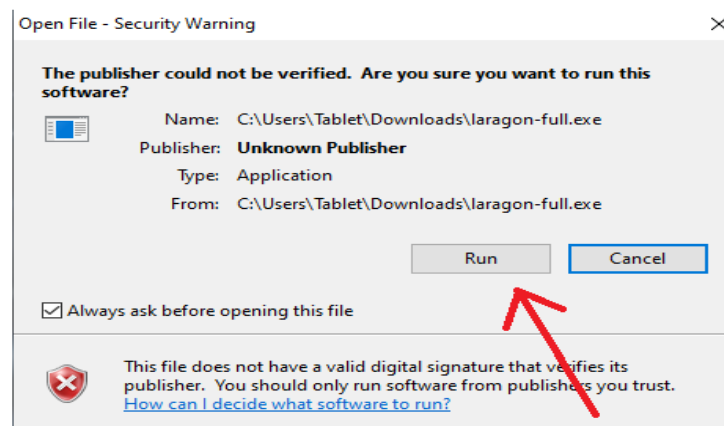 Open File - Security Warning
The publisher could not be verified. Are you sure you want to run this
software?
Name: C:\Users\Tablet\Downloads\laragon-full.exe
Publisher: Unknown Publisher
Type: Application
From: C:\Users\Tablet\Downloads\laragon-full.exe
Run Cancel
Always ask before opening this file
This file does not have a valid digital signature that verifies its
publisher. You should only run software from publishers you trust.
How can I decide what software to run?